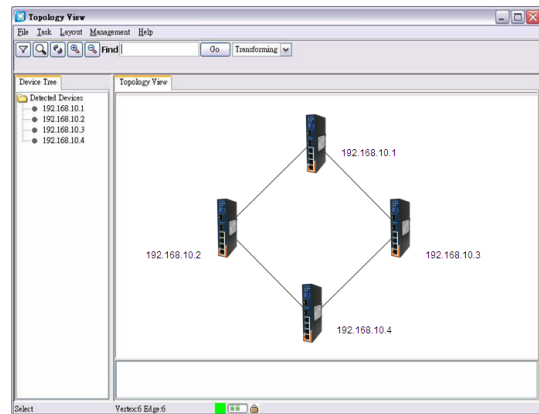 Topology View
File Task Layout Management Help
Find Go Transforming
Device Tree
Topology View
Detected Devices
192.168.10.1
192.168.10.2
192.168.10.3
192.168.10.4
192.168.10.1
192.168.10.2
192.168.10.3
192.168.10.4
Select
Vertex:6 Edge:6